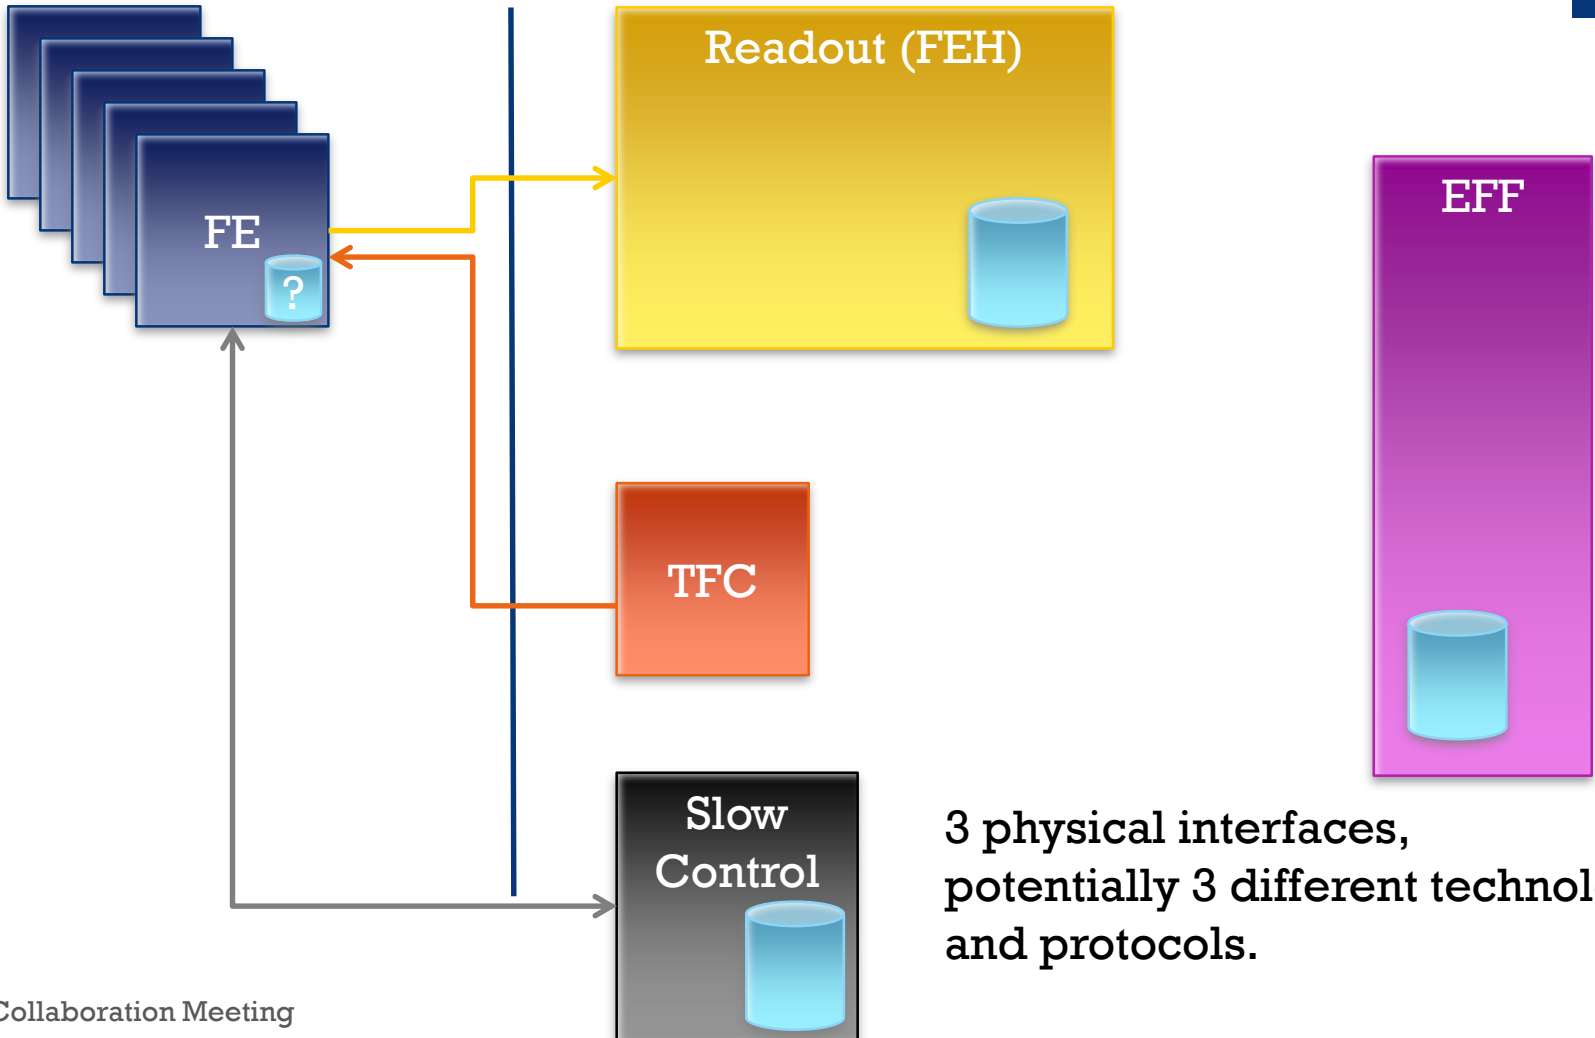 Readout (FEH)
EFF
FE
?
TFC
Slow
Control
3 physical interfaces,
potentially 3 different technol
and protocols.
Collaboration Meeting